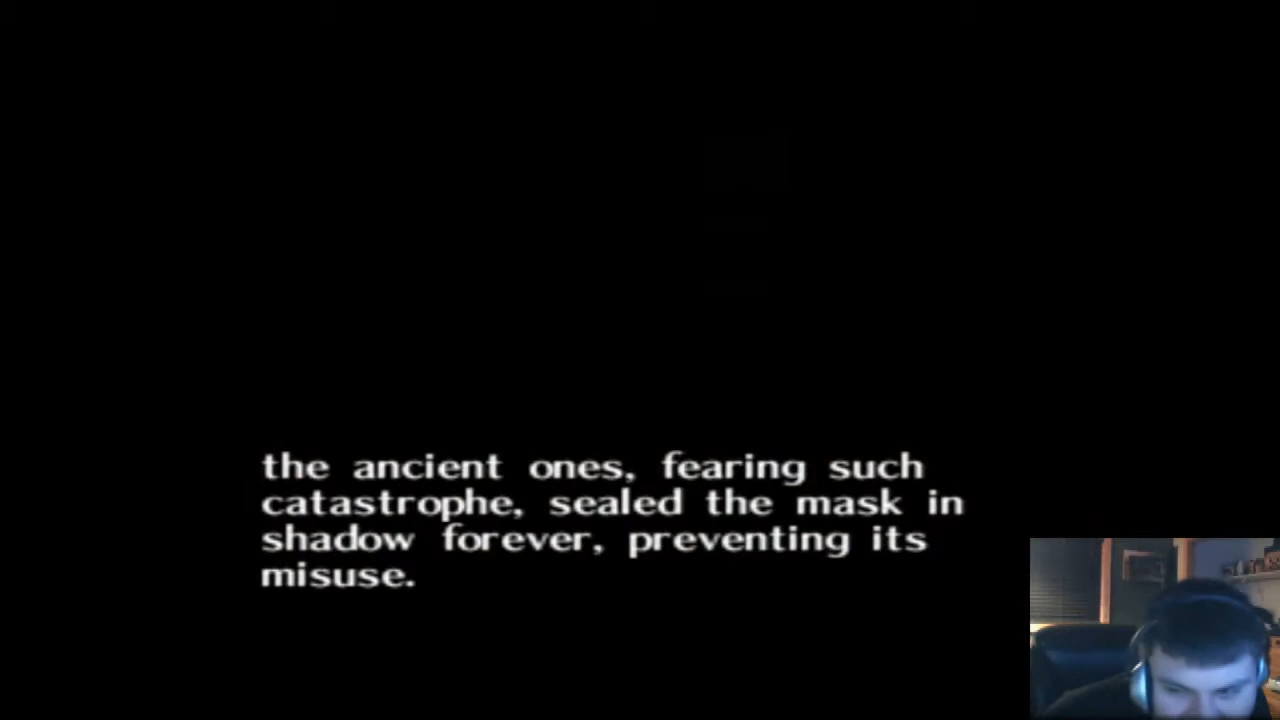 the ancient ones, fearing such
catastrophe, sealed the mask in
shadow forever, preventing its
misuse.